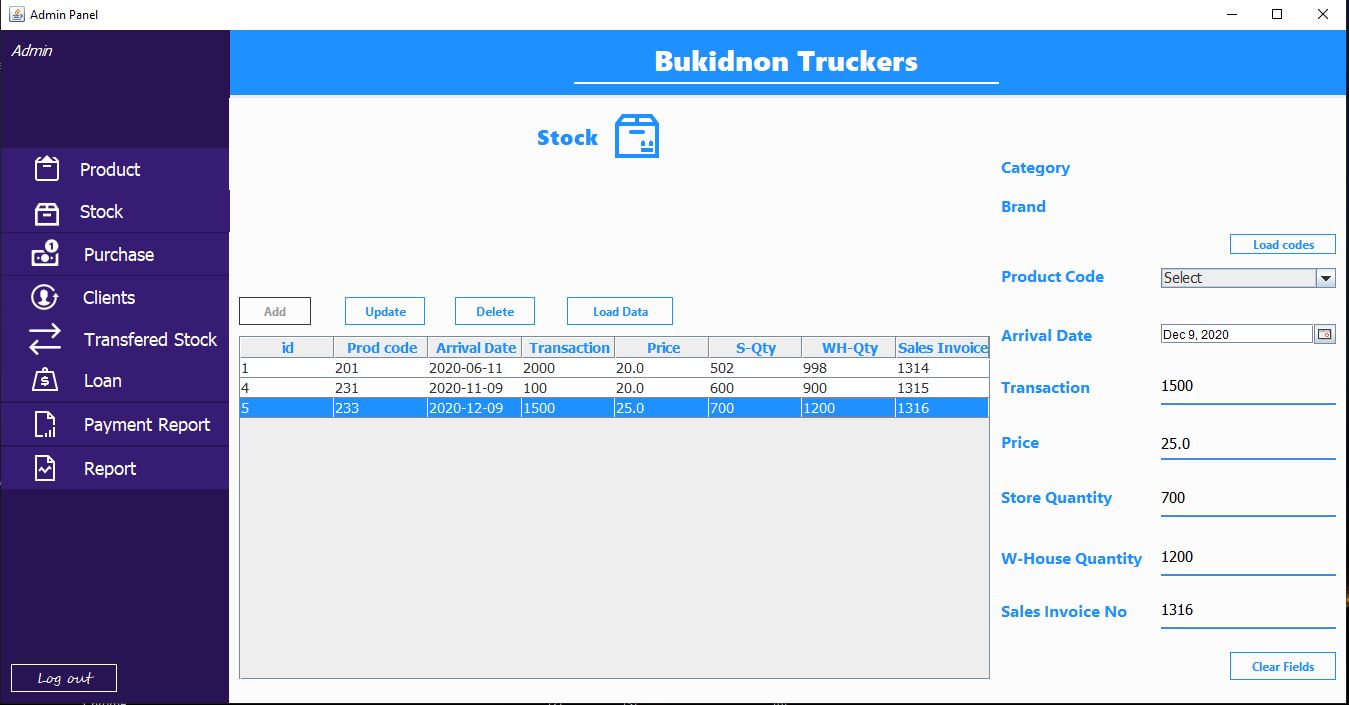 Admin Panel
Admin
Bukidnon Truckers
Stock
Product
Stock
1
Purchase
Clients
Transfered Stock
Loan
Payment Report
Report
Log out
Add
Update
Delete
Load Data
id Prod code Arrival Date Transaction Price S-Qty WH-Qty Sales Invoice
1 201 2020-06-11 2000 20.0 502 998 1314
4 231 2020-11-09 100 20.0 600 900 1315
5 233 2020-12-09 1500 25.0 700 1200 1316
Category
Brand
Load codes
Product Code Select
Arrival Date Dec 9, 2020
Transaction 1500
Price 25.0
Store Quantity 700
W-House Quantity 1200
Sales Invoice No 1316
Clear Fields